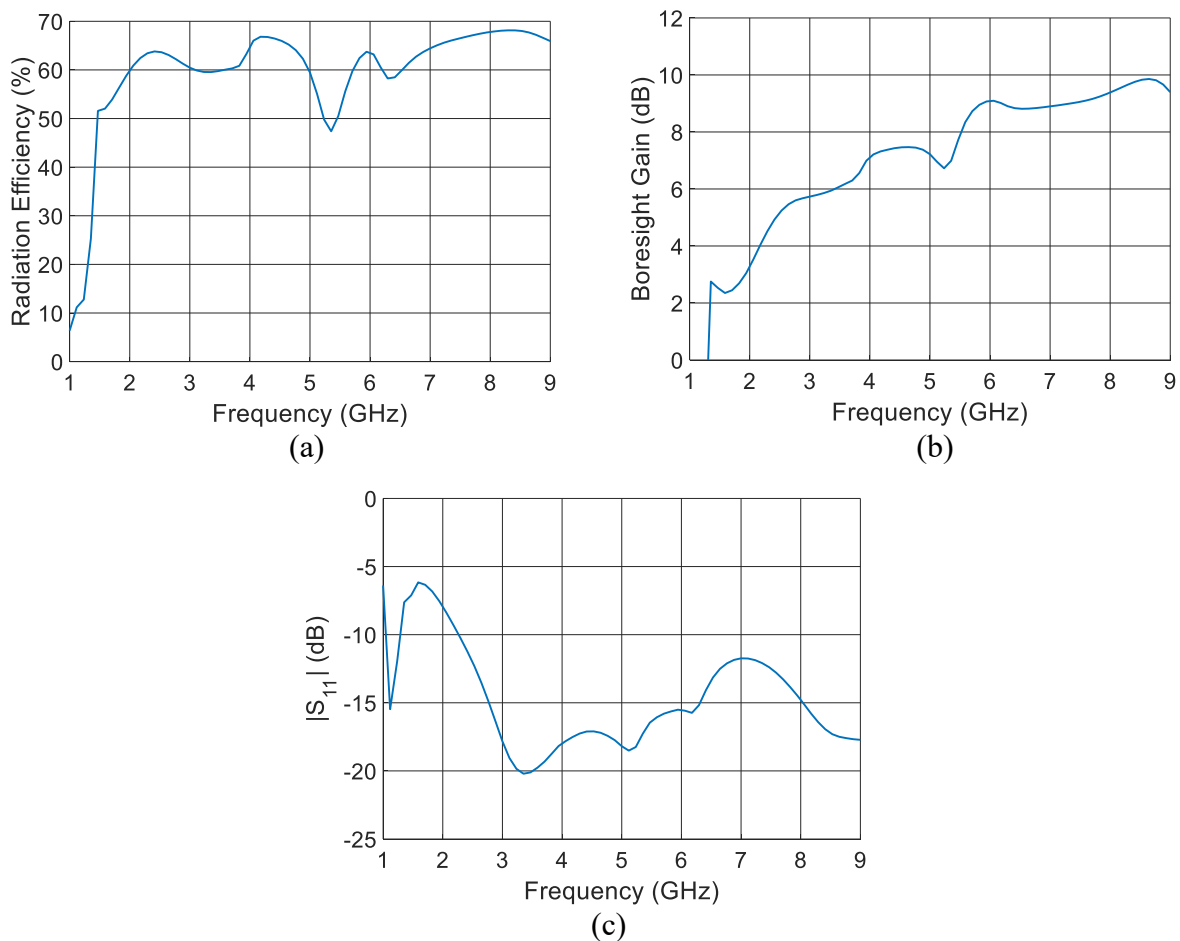 70
60
50
40
30
20
10
0
Radiation Efficiency (%)
1 2 3 4 5 6 7 8 9
Frequency (GHz)
(a)
12
10
8
6
4
2
0
Boresight Gain (dB)
1 2 3 4 5 6 7 8 9
Frequency (GHz)
(b)
0
-5
-10
-15
-20
-25
|S11| (dB)
1 2 3 4 5 6 7 8 9
Frequency (GHz)
(c)